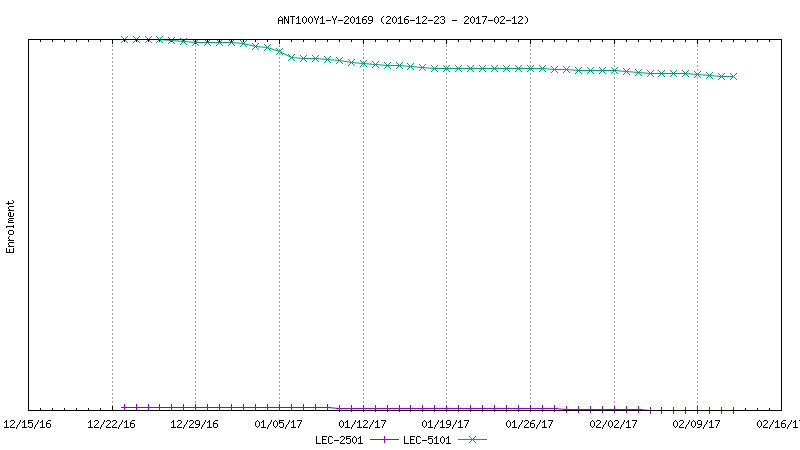 ANT100Y1-Y-20169 (2016-12-23 - 2017-02-12)
Enrolment
12/15/16 12/22/16 12/29/16 01/05/17 01/12/17 01/19/17 01/26/17 02/02/17 02/09/17 02/16/1
LEC-2501 LEC-5101